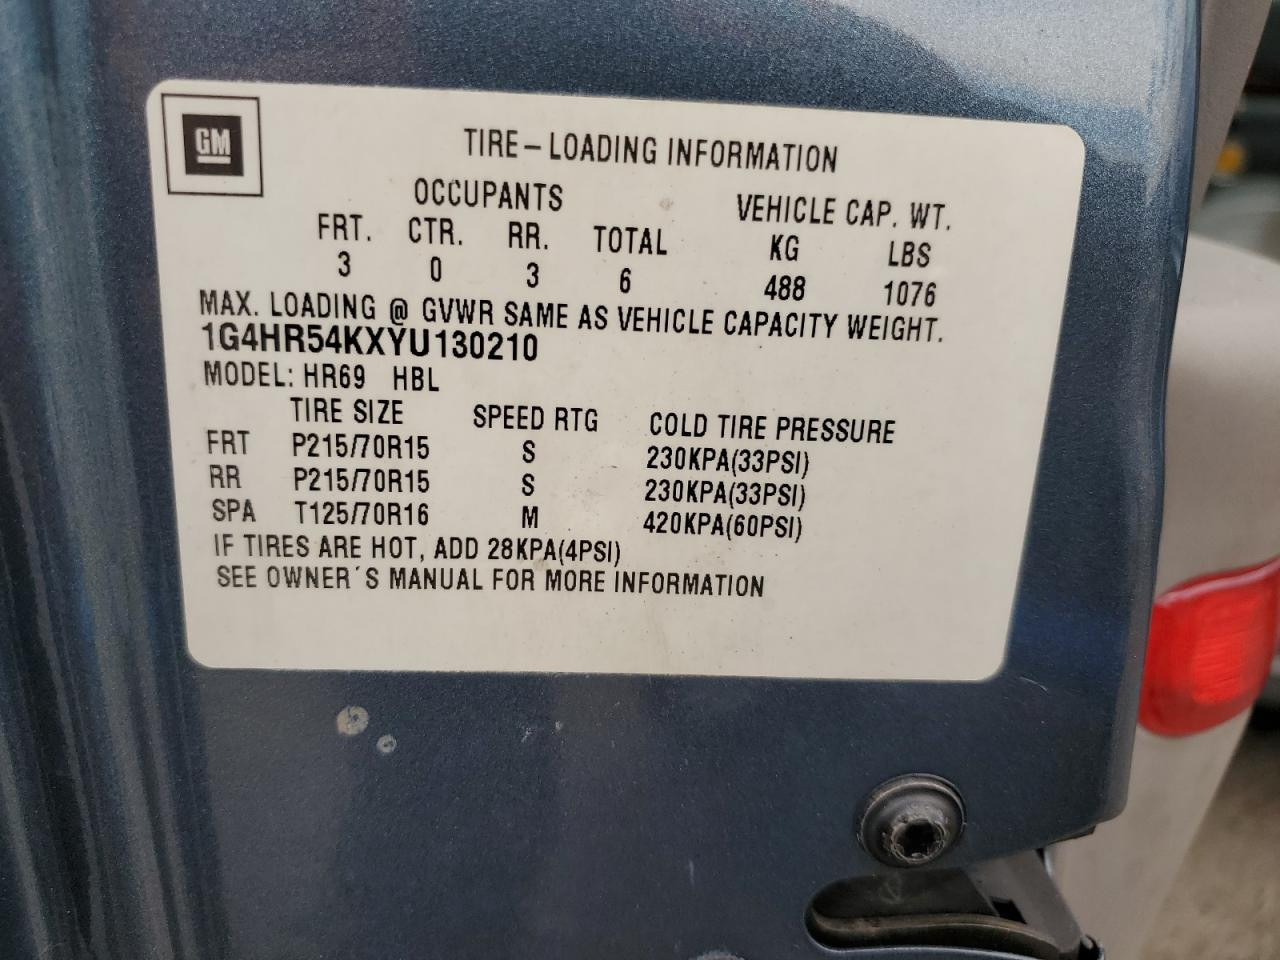 GM
TIRE-LOADING INFORMATION
OCCUPANTS VEHICLE CAP. WT.
FRT. CTR. RR. TOTAL KG LBS
3 0 3 6 488 1076
MAX. LOADING @ GVWR SAME AS VEHICLE CAPACITY WEIGHT.
1G4HR54KXYU130210
MODEL: HR69 HBL
TIRE SIZE SPEED RTG COLD TIRE PRESSURE
FRT P215/70R15 S 230KPA(33PSI)
RR P215/70R15 S 230KPA(33PSI)
SPA T125/70R16 M 420KPA(60PSI)
IF TIRES ARE HOT, ADD 28KPA(4PSI)
SEE OWNER´S MANUAL FOR MORE INFORMATION